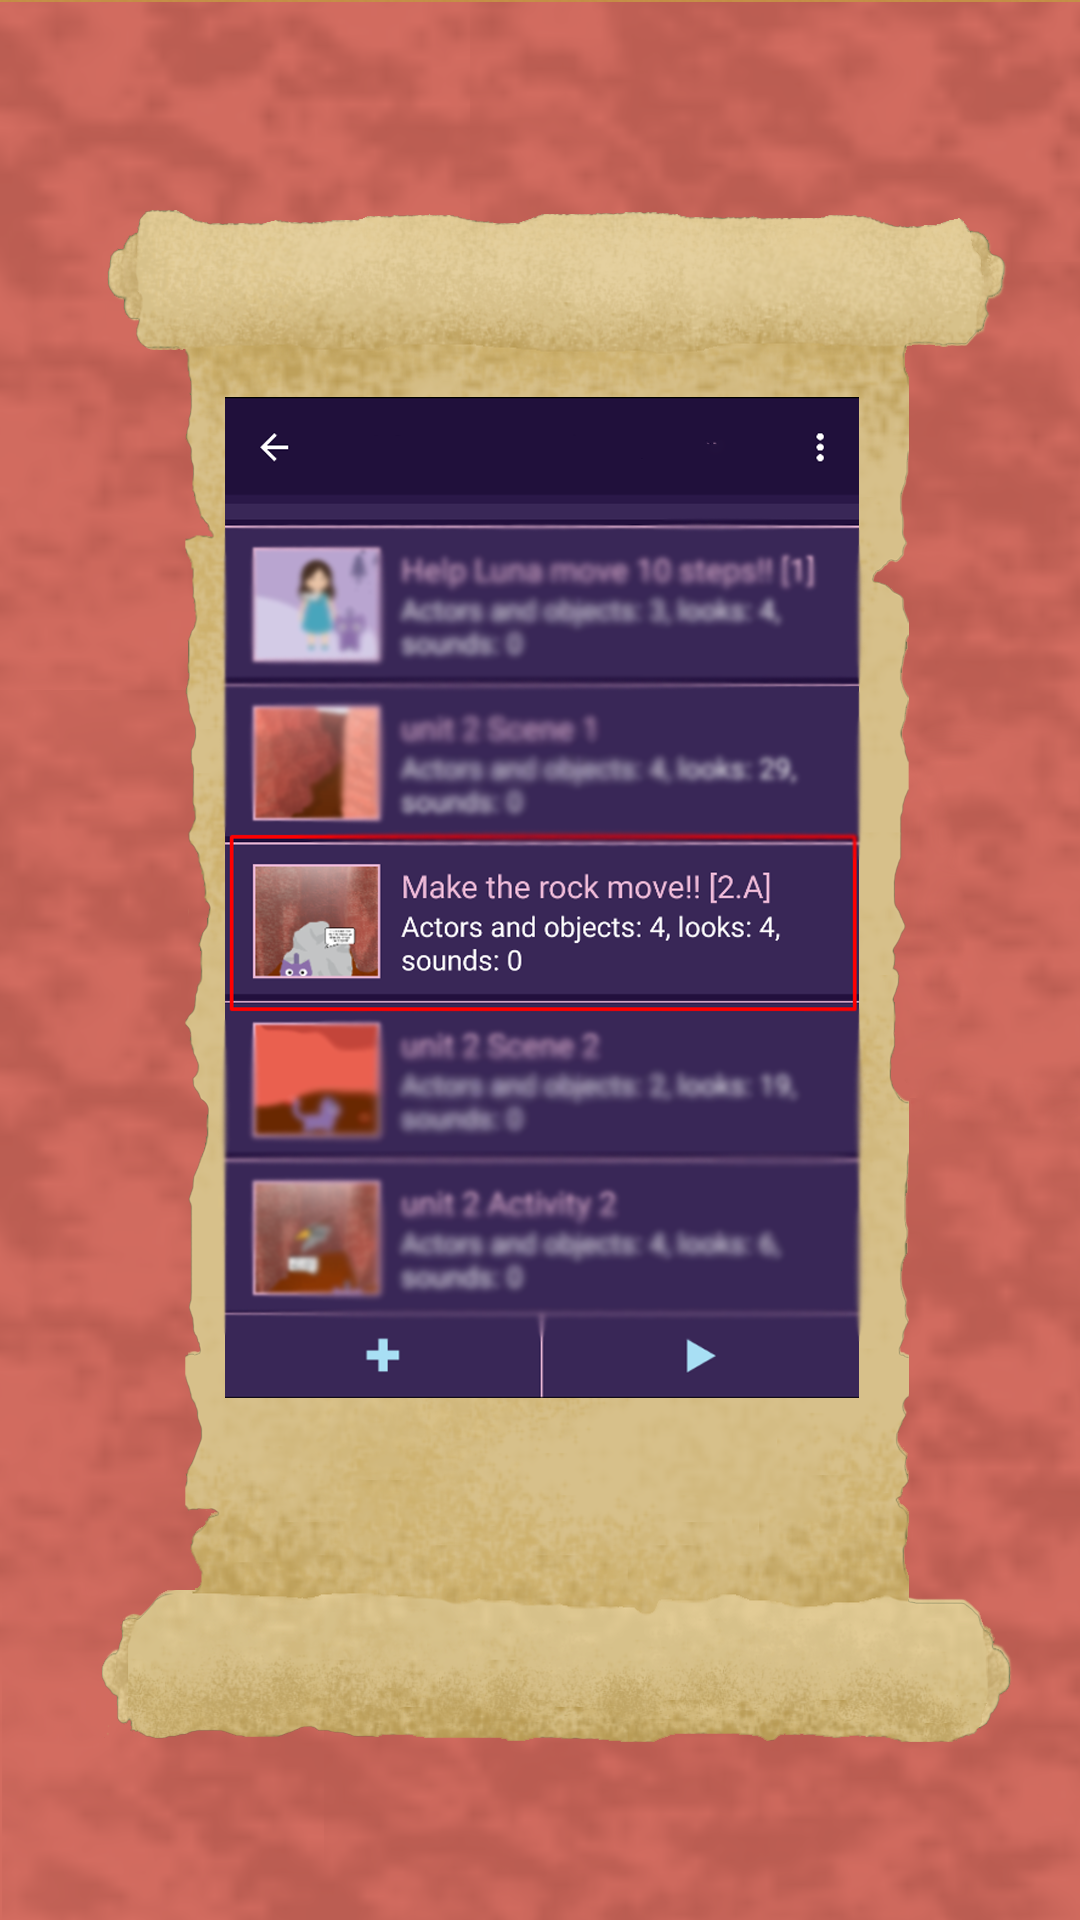 Help Luna move 10 steps!! [1]
Actors and objects: 3, looks: 4,
sounds: 0
unit 2 Scene 1
Actors and objects: 4, looks: 29,
sounds: 0
Make the rock move!! [2.A]
Actors and objects: 4, looks: 4,
sounds: 0
unit 2 Scene 2
Actors and objects: 2, looks: 19,
sounds: 0
unit 2 Activity 2
Actors and objects: 4, looks: 6,
sounds: 0